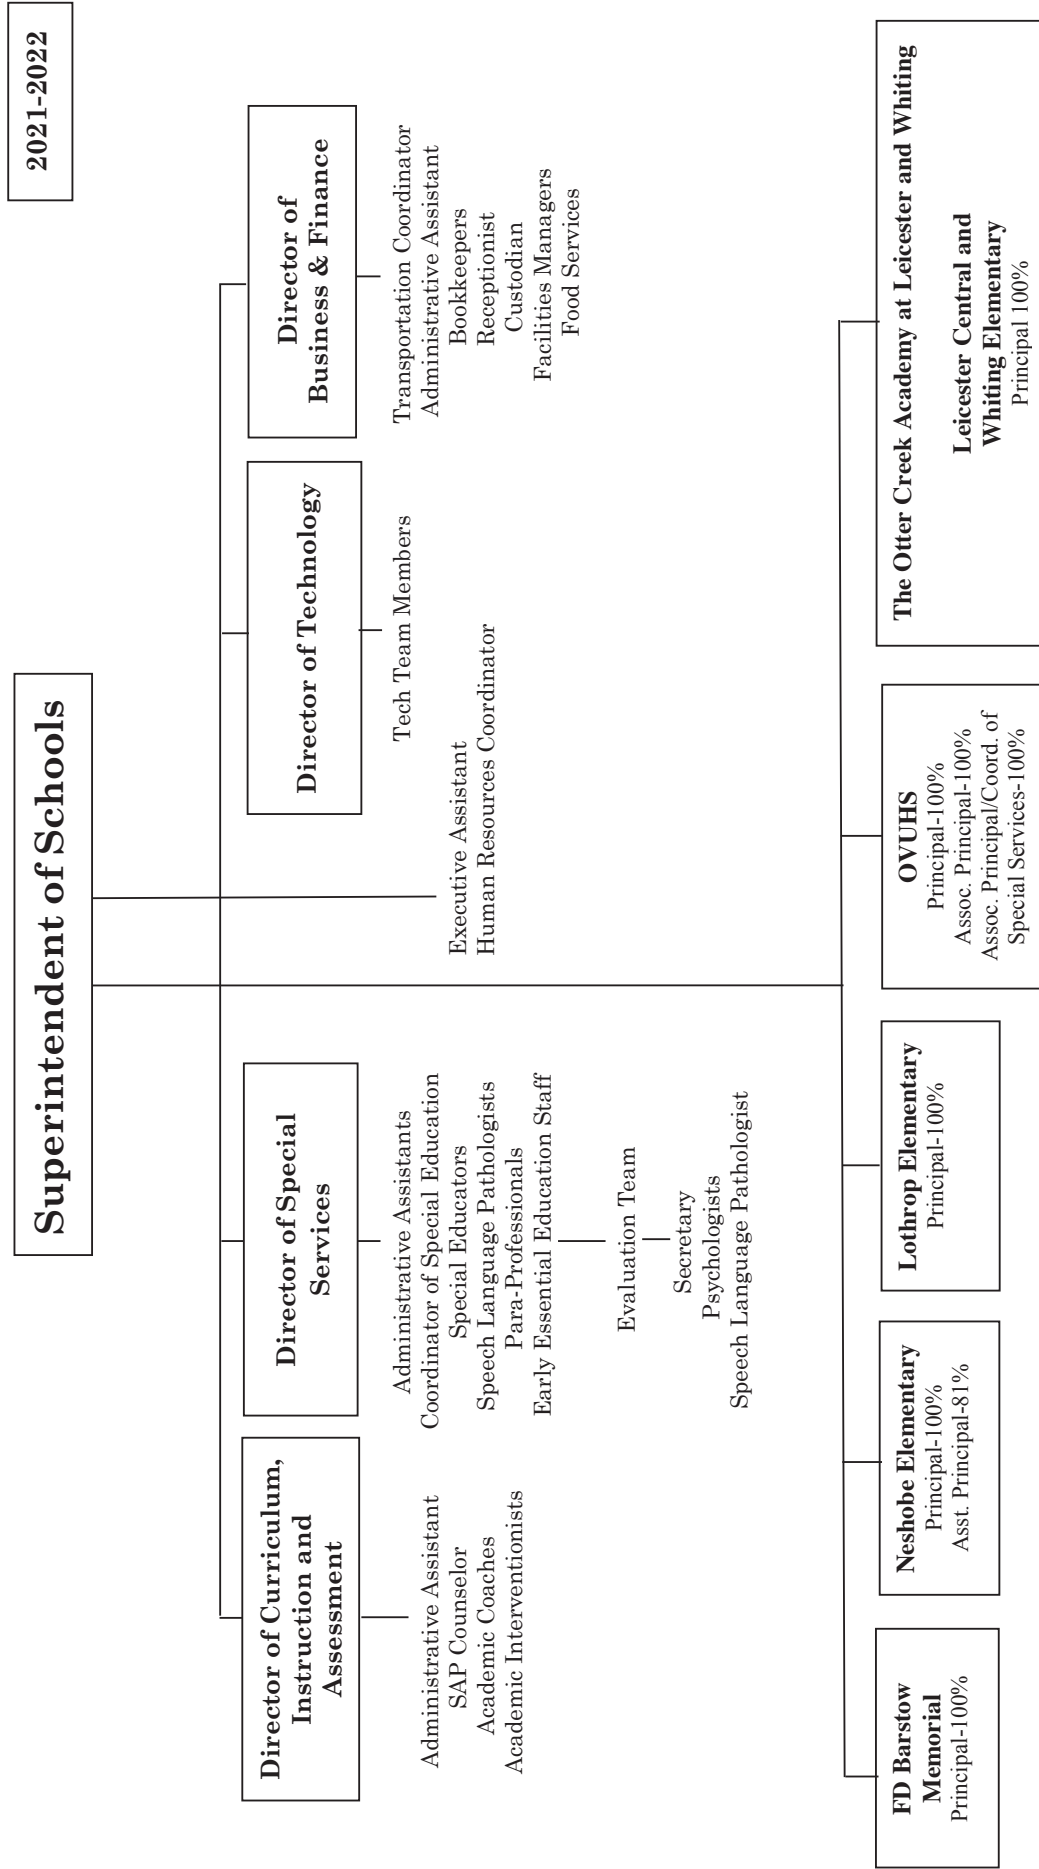 2021-2022
Superintendent of Schools
Director of Curriculum,
Instruction and
Assessment
Administrative Assistant
SAP Counselor
Academic Coaches
Academic Interventionists
Director of Special
Services
Administrative Assistants
Coordinator of Special Education
Special Educators
Speech Language Pathologists
Para-Professionals
Early Essential Education Staff
Evaluation Team
Secretary
Psychologists
Speech Language Pathologist
Executive Assistant
Human Resources Coordinator
Director of Technology
Tech Team Members
Director of
Business & Finance
Transportation Coordinator
Administrative Assistant
Bookkeepers
Receptionist
Custodian
Facilities Managers
Food Services
FD Barstow
Memorial
Principal-100%
Neshobe Elementary
Principal-100%
Asst. Principal-81%
Lothrop Elementary
Principal-100%
OVUHS
Principal-100%
Assoc. Principal-100%
Assoc. Principal/Coord. of
Special Services-100%
The Otter Creek Academy at Leicester and Whiting
Leicester Central and
Whiting Elementary
Principal 100%